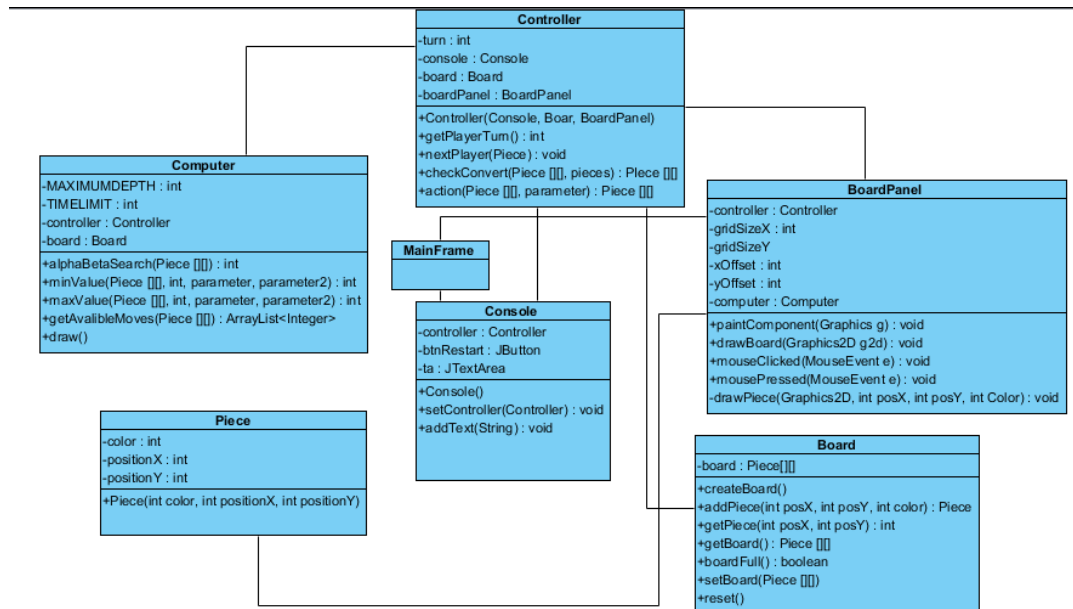 Controller
-turn : int
-console : Console
-board : Board
-boardPanel : BoardPanel
+Controller(Console, Boar, BoardPanel)
+getPlayerTurn() : int
+nextPlayer(Piece) : void
+checkConvert(Piece [][], pieces) : PIece [][]
+action(Piece [][], parameter) : Piece [][]
Computer
-MAXIMUMDEPTH : int
-TIMELIMIT : int
-controller : Controller
-board : Board
+alphaBetaSearch(Piece [][]) : int
+minValue(Piece [][], int, parameter, parameter2) : int
+maxValue(Piece [][], int, parameter, parameter2) : int
+getAvalibleMoves(Piece [][]) : ArrayList<Integer>
+draw()
MainFrame
BoardPanel
-controller : Controller
-gridSizeX : int
-gridSizeY
-xOffset : int
-yOffset : int
-computer : Computer
+paintComponent(Graphics g) : void
+drawBoard(Graphics2D g2d) : void
+mouseClicked(MouseEvent e) : void
+mousePressed(MouseEvent e) : void
-drawPiece(Graphics2D, int posX, int posY, int Color) : void
Console
-controller : Controller
-btnRestart : JButton
-ta : JTextArea
+Console()
+setController(Controller) : void
+addText(String) : void
Piece
-color : int
-positionX : int
-positionY : int
+Piece(int color, int positionX, int positionY)
Board
-board : Piece[][]
+createBoard()
+addPiece(int posX, int posY, int color) : Piece
+getPiece(int posX, int posY) : int
+getBoard() : Piece [][]
+boardFull() : boolean
+setBoard(Piece [][])
+reset()